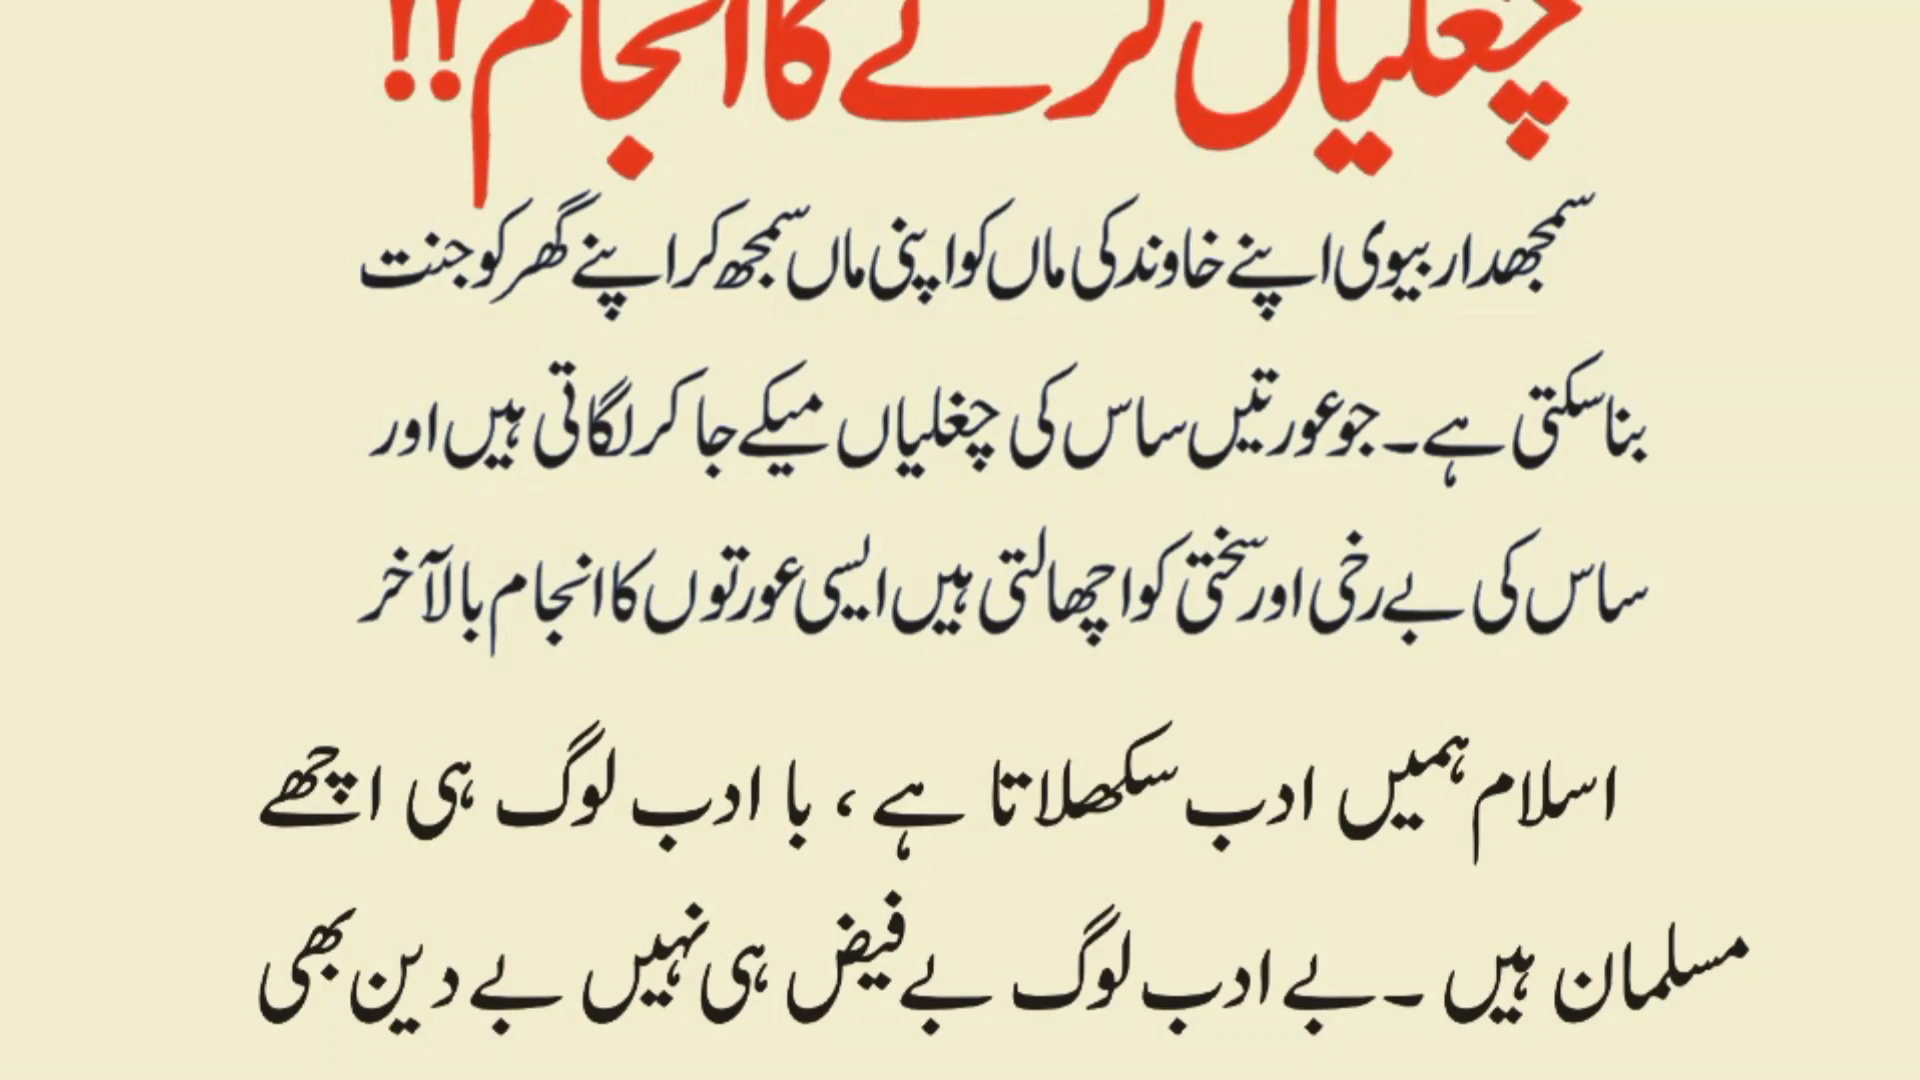 چغلیاں کرنے کا انجام!!
سمجھدار بیوی اپنے خاوند کی ماں کو اپنی ماں سمجھ کر اپنے گھر کو جنت
بنا سکتی ہے۔ جو عورتیں ساس کی چغلیاں میکے جا کر لگاتی ہیں اور
ساس کی بے رخی اور سختی کو اچھالتی ہیں ایسی عورتوں کا انجام بالآخر
اسلام ہمیں ادب سکھلاتا ہے، با ادب لوگ ہی اچھے
مسلمان ہیں ۔ بے ادب لوگ بے فیض ہی نہیں بے دین بھی